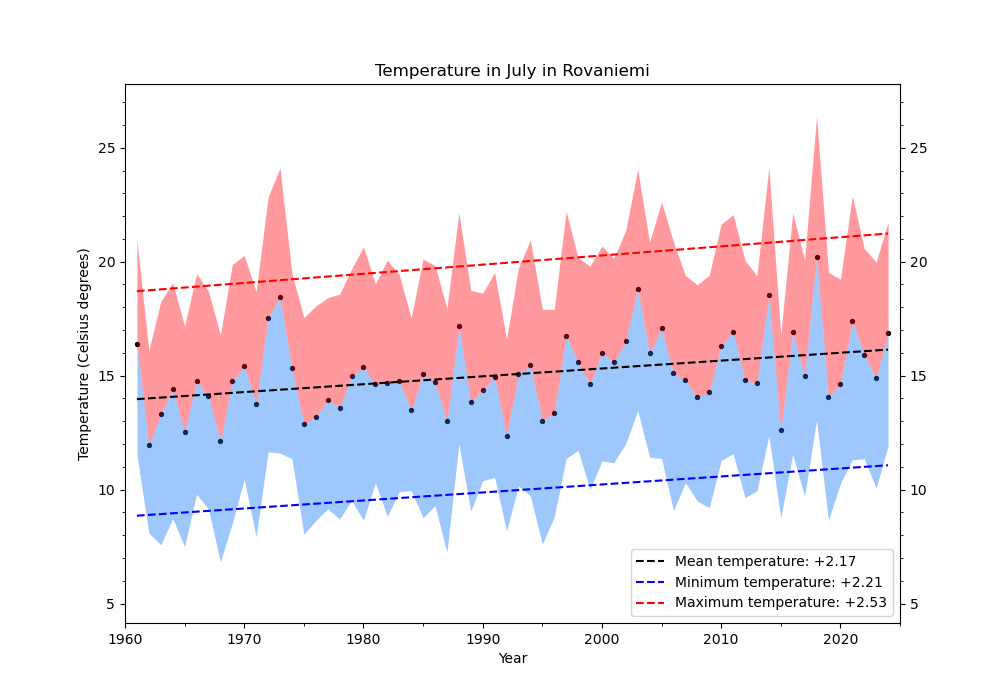 Temperature in July in Rovaniemi
Temperature (Celsius degrees)
25
20
15
10
5
25
20
15
10
5
Mean temperature: +2.17
Minimum temperature: +2.21
Maximum temperature: +2.53
1960 1970 1980 1990 2000 2010 2020
Year